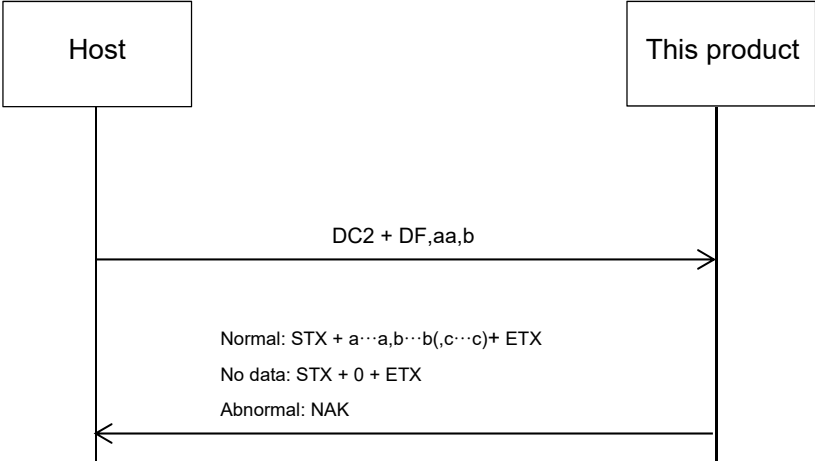 Host
This product
DC2 + DF,aa,b
Normal: STX + a⋯a,b⋯b(,c⋯c)+ ETX
No data: STX + 0 + ETX
Abnormal: NAK